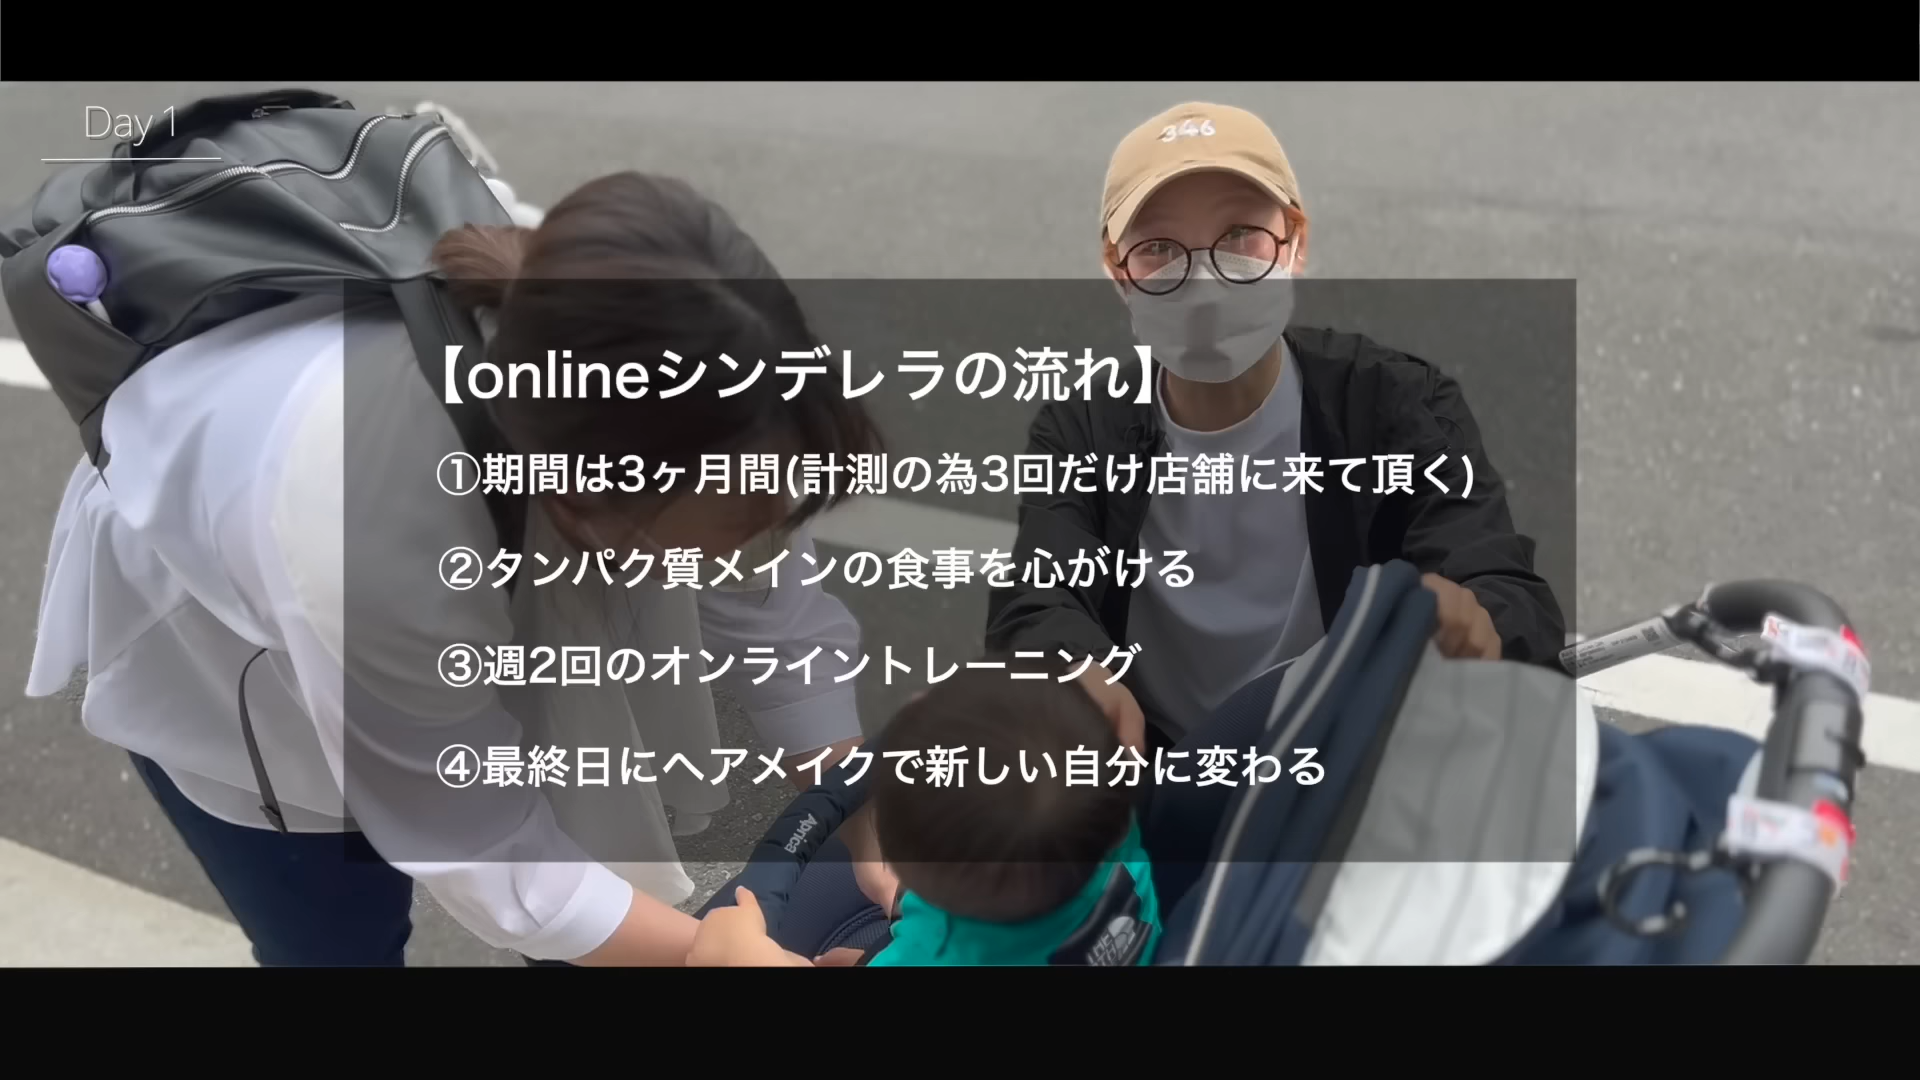 Day 1
346
【onlineシンデレラの流れ】
①期間は3ヶ月間(計測の為3回だけ店舗に来て頂く)
②タンパク質メインの食事を心がける
③週2回のオンライントレーニング
④最終日にヘアメイクで新しい自分に変わる
Aprica